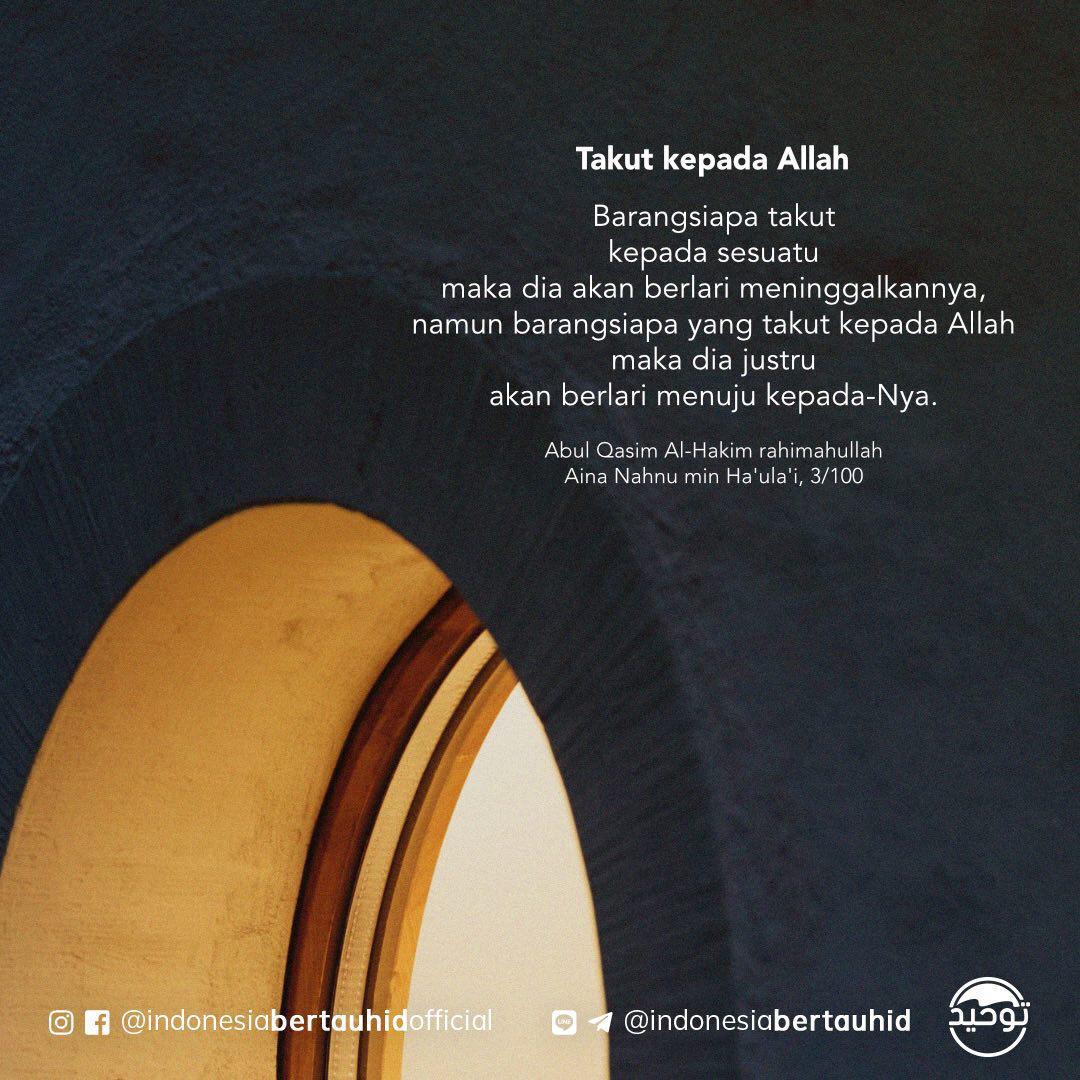 Takut kepada Allah
Barangsiapa takut
kepada sesuatu
maka dia akan berlari meninggalkannya,
namun barangsiapa yang takut kepada Allah
maka dia justru
akan berlari menuju kepada-Nya.
Abul Qasim Al-Hakim rahimahullah
Aina Nahnu min Ha'ula'i, 3/100
@indonesiabertauhidofficial
LINE @indonesiabertauhid
توحيد